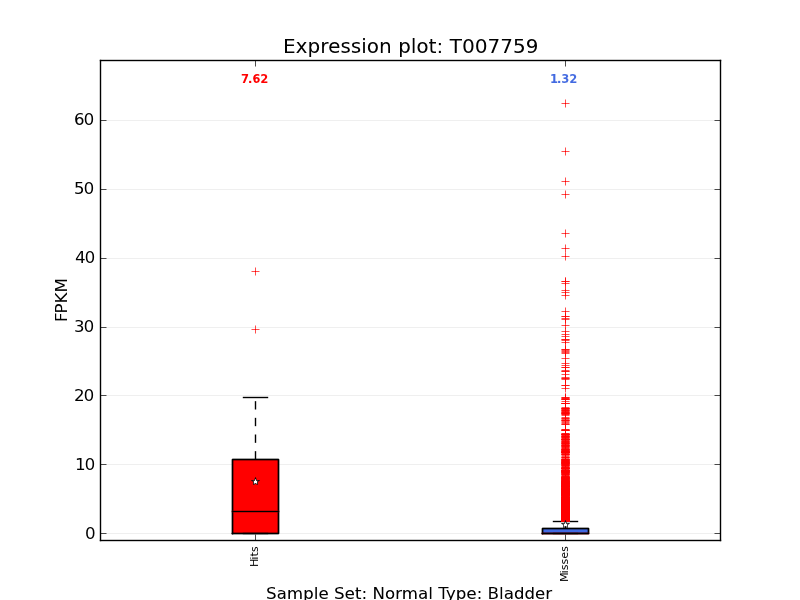 Expression plot: T007759
7.62
1.32
60
50
40
30
20
10
0
FPKM
Hits
Misses
Sample Set: Normal Type: Bladder